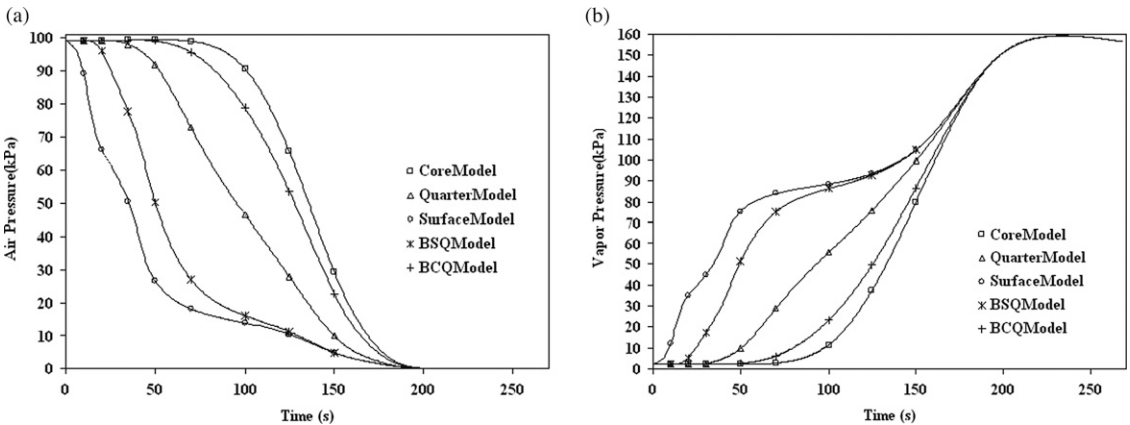 (a)
100
90
80
70
60
50
40
30
20
10
0
Air Pressure(kPa)
CoreModel
QuarterModel
SurfaceModel
BSQModel
BCQModel
0 50 100 150 200 250
Time (s)
(b)
160
150
140
130
120
110
100
90
80
70
60
50
40
30
20
10
0
Vapor Pressure(kPa)
CoreModel
QuarterModel
SurfaceModel
BSQModel
BCQModel
0 50 100 150 200 250
Time (s)